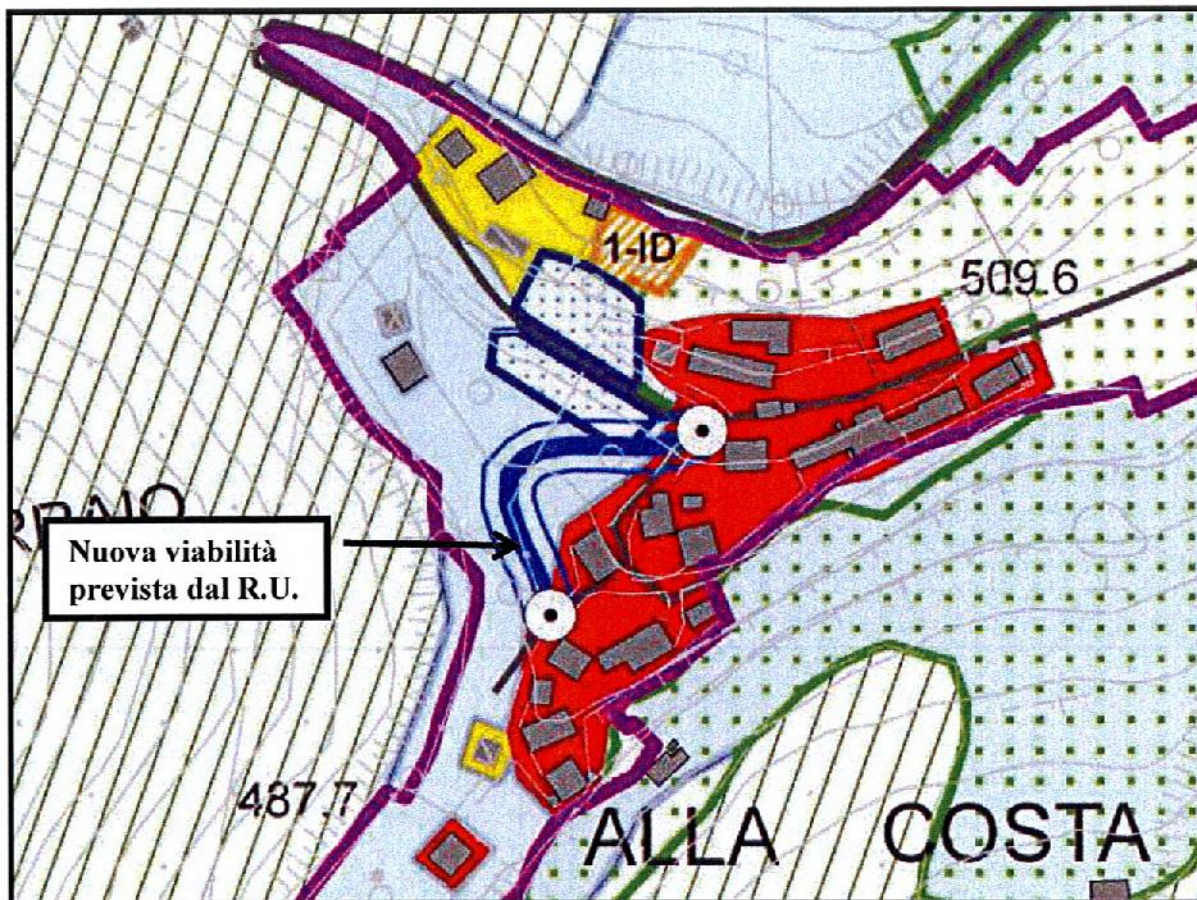 1-ID
509.6
Nuova viabilità
prevista dal R.U.
487.7
ALLA COSTA